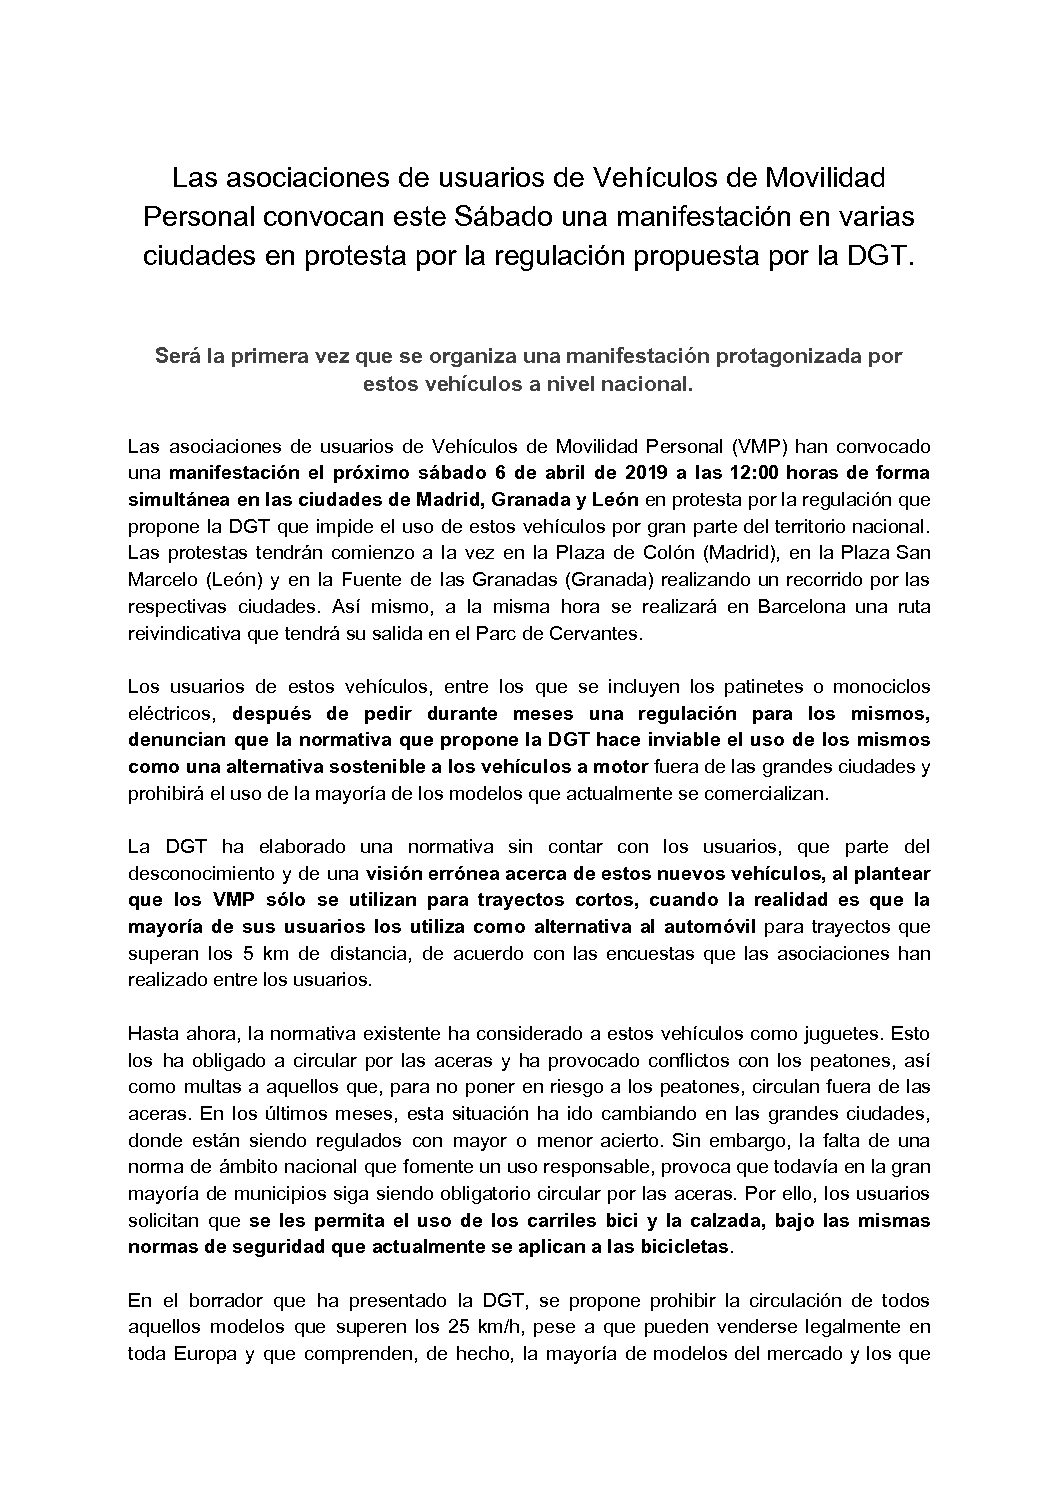 Las asociaciones de usuarios de Vehículos de Movilidad
Personal convocan este Sábado una manifestación en varias
ciudades en protesta por la regulación propuesta por la DGT.
Será la primera vez que se organiza una manifestación protagonizada por
estos vehículos a nivel nacional.
Las asociaciones de usuarios de Vehículos de Movilidad Personal (VMP) han convocado
una manifestación el próximo sábado 6 de abril de 2019 a las 12:00 horas de forma
simultánea en las ciudades de Madrid, Granada y León en protesta por la regulación que
propone la DGT que impide el uso de estos vehículos por gran parte del territorio nacional.
Las protestas tendrán comienzo a la vez en la Plaza de Colón (Madrid), en la Plaza San
Marcelo (León) y en la Fuente de las Granadas (Granada) realizando un recorrido por las
respectivas ciudades. Así mismo, a la misma hora se realizará en Barcelona una ruta
reivindicativa que tendrá su salida en el Parc de Cervantes.
Los usuarios de estos vehículos, entre los que se incluyen los patinetes o monociclos
eléctricos, después de pedir durante meses una regulación para los mismos,
denuncian que la normativa que propone la DGT hace inviable el uso de los mismos
como una alternativa sostenible a los vehículos a motor fuera de las grandes ciudades y
prohibirá el uso de la mayoría de los modelos que actualmente se comercializan.
La DGT ha elaborado una normativa sin contar con los usuarios, que parte del
desconocimiento y de una visión errónea acerca de estos nuevos vehículos, al plantear
que los VMP sólo se utilizan para trayectos cortos, cuando la realidad es que la
mayoría de sus usuarios los utiliza como alternativa al automóvil para trayectos que
superan los 5 km de distancia, de acuerdo con las encuestas que las asociaciones han
realizado entre los usuarios.
Hasta ahora, la normativa existente ha considerado a estos vehículos como juguetes. Esto
los ha obligado a circular por las aceras y ha provocado conflictos con los peatones, así
como multas a aquellos que, para no poner en riesgo a los peatones, circulan fuera de las
aceras. En los últimos meses, esta situación ha ido cambiando en las grandes ciudades,
donde están siendo regulados con mayor o menor acierto. Sin embargo, la falta de una
norma de ámbito nacional que fomente un uso responsable, provoca que todavía en la gran
mayoría de municipios siga siendo obligatorio circular por las aceras. Por ello, los usuarios
solicitan que se les permita el uso de los carriles bici y la calzada, bajo las mismas
normas de seguridad que actualmente se aplican a las bicicletas.
En el borrador que ha presentado la DGT, se propone prohibir la circulación de todos
aquellos modelos que superen los 25 km/h, pese a que pueden venderse legalmente en
toda Europa y que comprenden, de hecho, la mayoría de modelos del mercado y los que